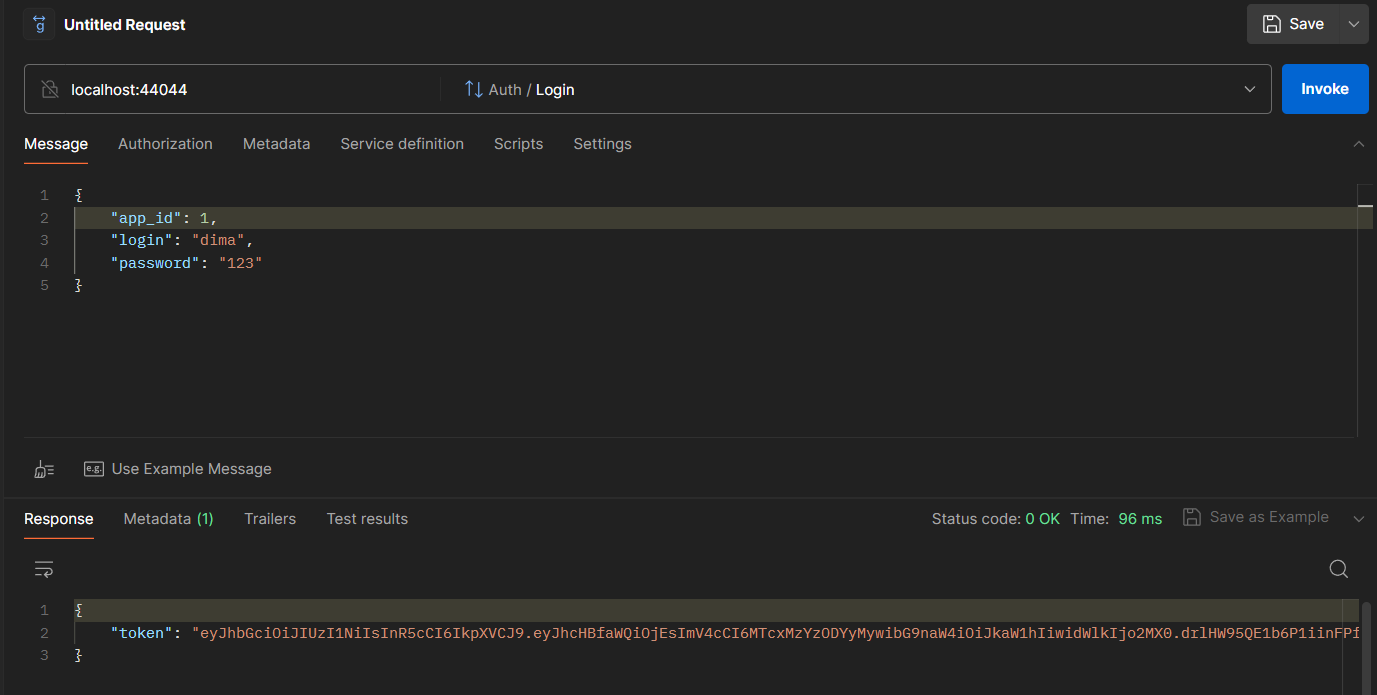 Untitled Request
Save
localhost:44044
Auth / Login
Invoke
Message Authorization Metadata Service definition Scripts Settings
1 {
2 "app_id": 1,
3 "login": "dima",
4 "password": "123"
5 }
e.g. Use Example Message
Response Metadata (1) Trailers Test results
Status code: 0 OK Time: 96 ms Save as Example
1 {
2 "token": "eyJhbGciOiJIUzI1NiIsInR5cCI6IkpXVCJ9.eyJhcHBfaWQiOjEsImV4cCI6MTcxMzYzODYyMywibG9naW4iOiJkaW1hIiwidWlkIjo2MX0.drlHW95QE1b6P1iinFPf
3 }